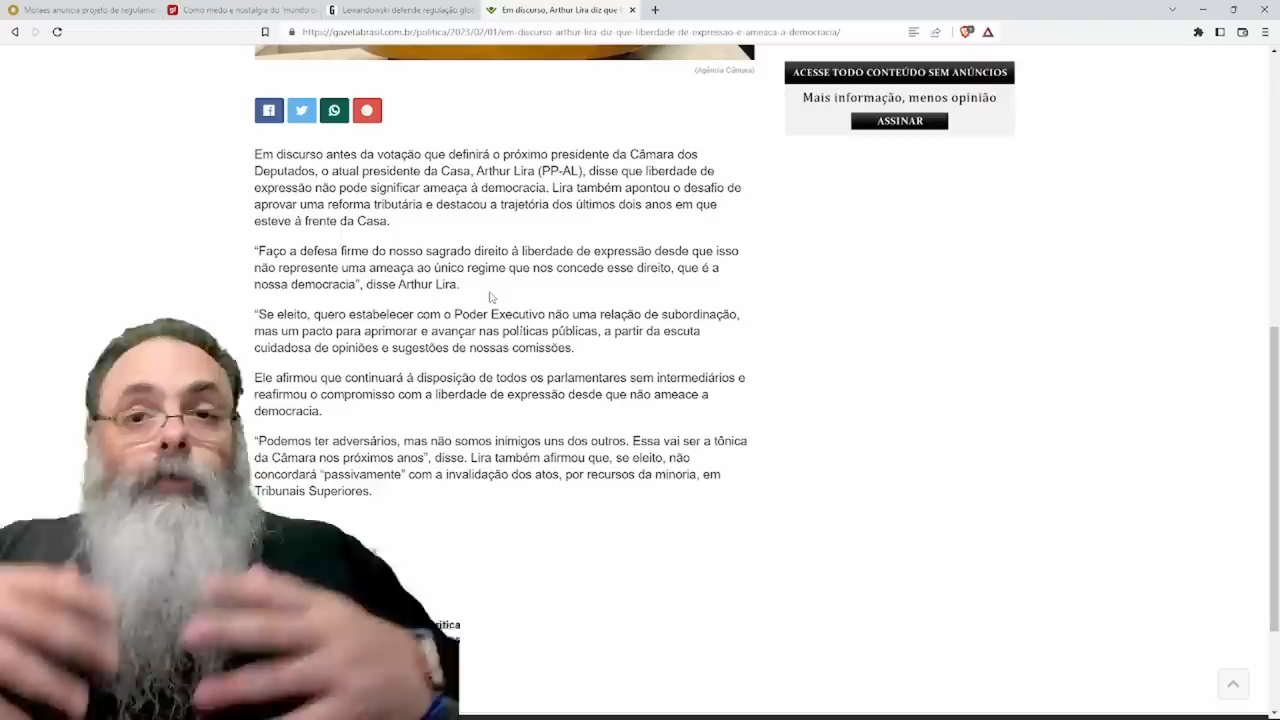 Moraes anuncia projeto de regulame
Como medo e nostalgia do 'mundo
Lewandowski defende regulação glo
Em discurso, Arthur Lira diz que l
https://gazetabrasil.com.br/politica/2023/02/01/em-discurso-arthur-lira-diz-que-liberdade-de-expressao-e-ameaca-a-democracia/
(Agência Câmara)
ACESSE TODO CONTEÚDO SEM ANÚNCIOS
Mais informação, menos opinião
ASSINAR
Em discurso antes da votação que definirá o próximo presidente da Câmara dos
Deputados, o atual presidente da Casa, Arthur Lira (PP-AL), disse que liberdade de
expressão não pode significar ameaça à democracia. Lira também apontou o desafio de
aprovar uma reforma tributária e destacou a trajetória dos últimos dois anos em que
esteve à frente da Casa.
“Faço a defesa firme do nosso sagrado direito à liberdade de expressão desde que isso
não represente uma ameaça ao único regime que nos concede esse direito, que é a
nossa democracia”, disse Arthur Lira.
“Se eleito, quero estabelecer com o Poder Executivo não uma relação de subordinação,
mas um pacto para aprimorar e avançar nas políticas públicas, a partir da escuta
cuidadosa de opiniões e sugestões de nossas comissões.
Ele afirmou que continuará à disposição de todos os parlamentares sem intermediários e
reafirmou o compromisso com a liberdade de expressão desde que não ameace a
democracia.
“Podemos ter adversários, mas não somos inimigos uns dos outros. Essa vai ser a tônica
da Câmara nos próximos anos”, disse. Lira também afirmou que, se eleito, não
concordará “passivamente” com a invalidação dos atos, por recursos da minoria, em
Tribunais Superiores.